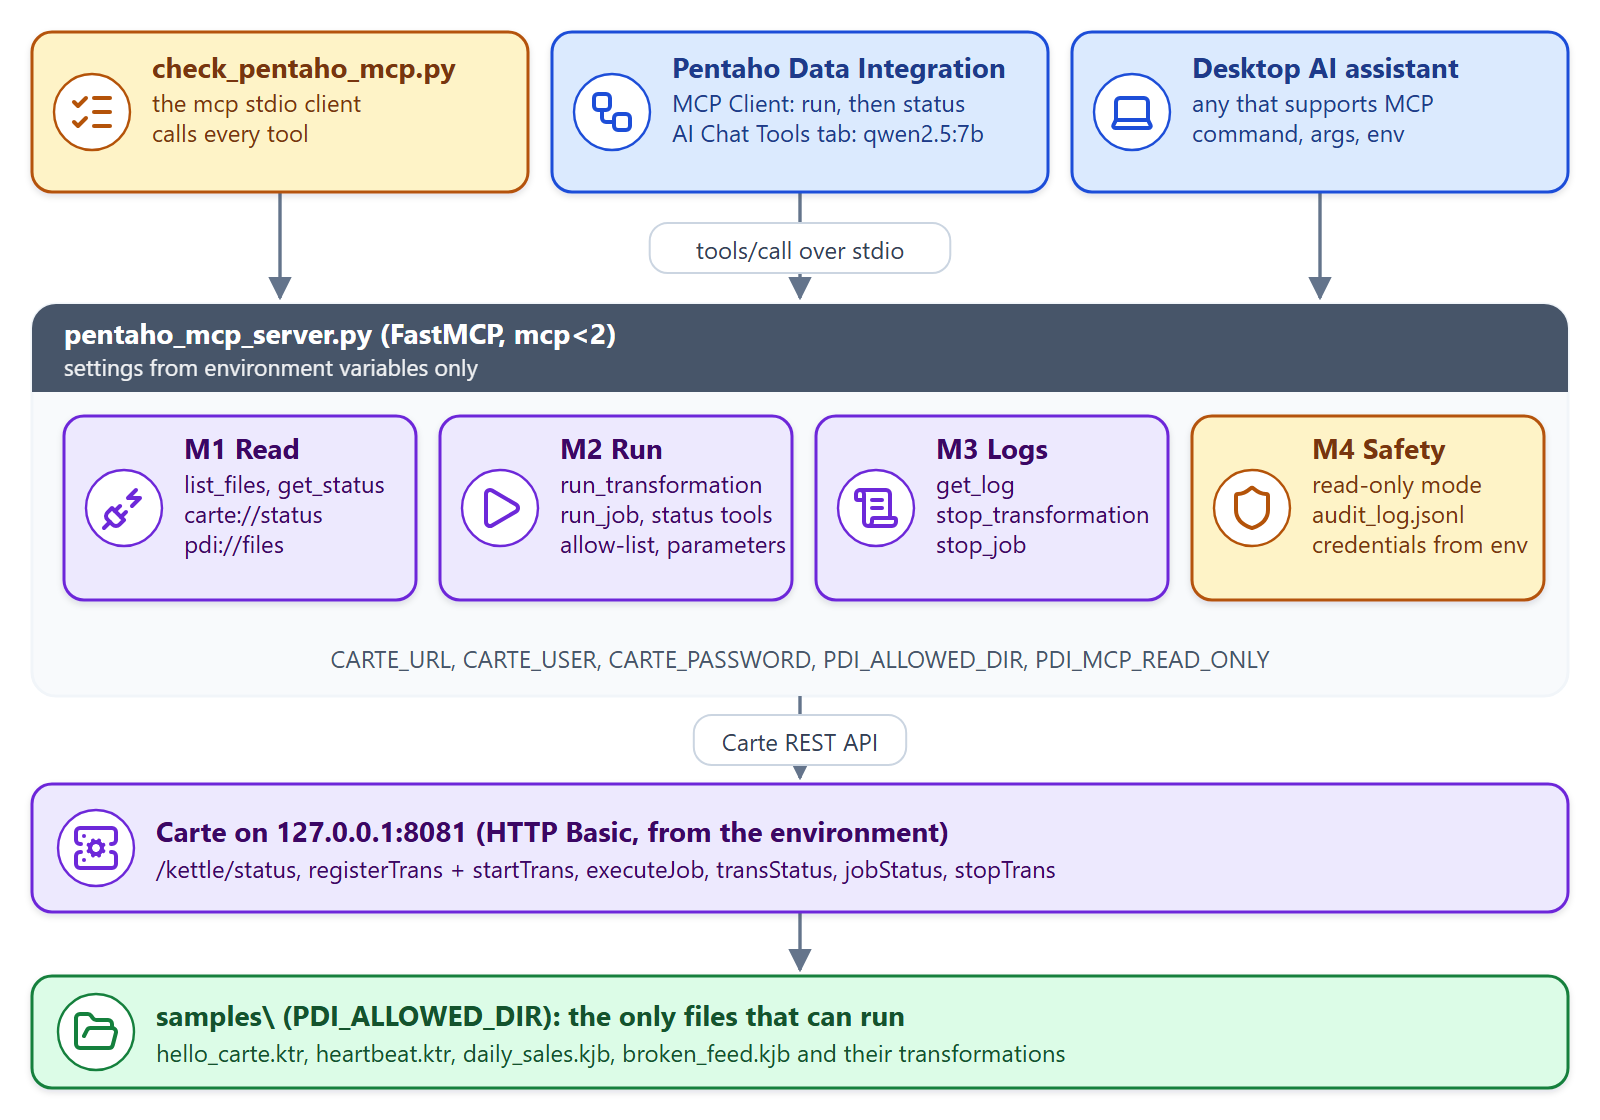 check_pentaho_mcp.py
the mcp stdio client
calls every tool
Pentaho Data Integration
MCP Client: run, then status
AI Chat Tools tab: qwen2.5:7b
Desktop AI assistant
any that supports MCP
command, args, env
tools/call over stdio
pentaho_mcp_server.py (FastMCP, mcp<2)
settings from environment variables only
M1 Read
list_files, get_status
carte://status
pdi://files
M2 Run
run_transformation
run_job, status tools
allow-list, parameters
M3 Logs
get_log
stop_transformation
stop_job
M4 Safety
read-only mode
audit_log.jsonl
credentials from env
CARTE_URL, CARTE_USER, CARTE_PASSWORD, PDI_ALLOWED_DIR, PDI_MCP_READ_ONLY
Carte REST API
Carte on 127.0.0.1:8081 (HTTP Basic, from the environment)
/kettle/status, registerTrans + startTrans, executeJob, transStatus, jobStatus, stopTrans
samples\ (PDI_ALLOWED_DIR): the only files that can run
hello_carte.ktr, heartbeat.ktr, daily_sales.kjb, broken_feed.kjb and their transformations